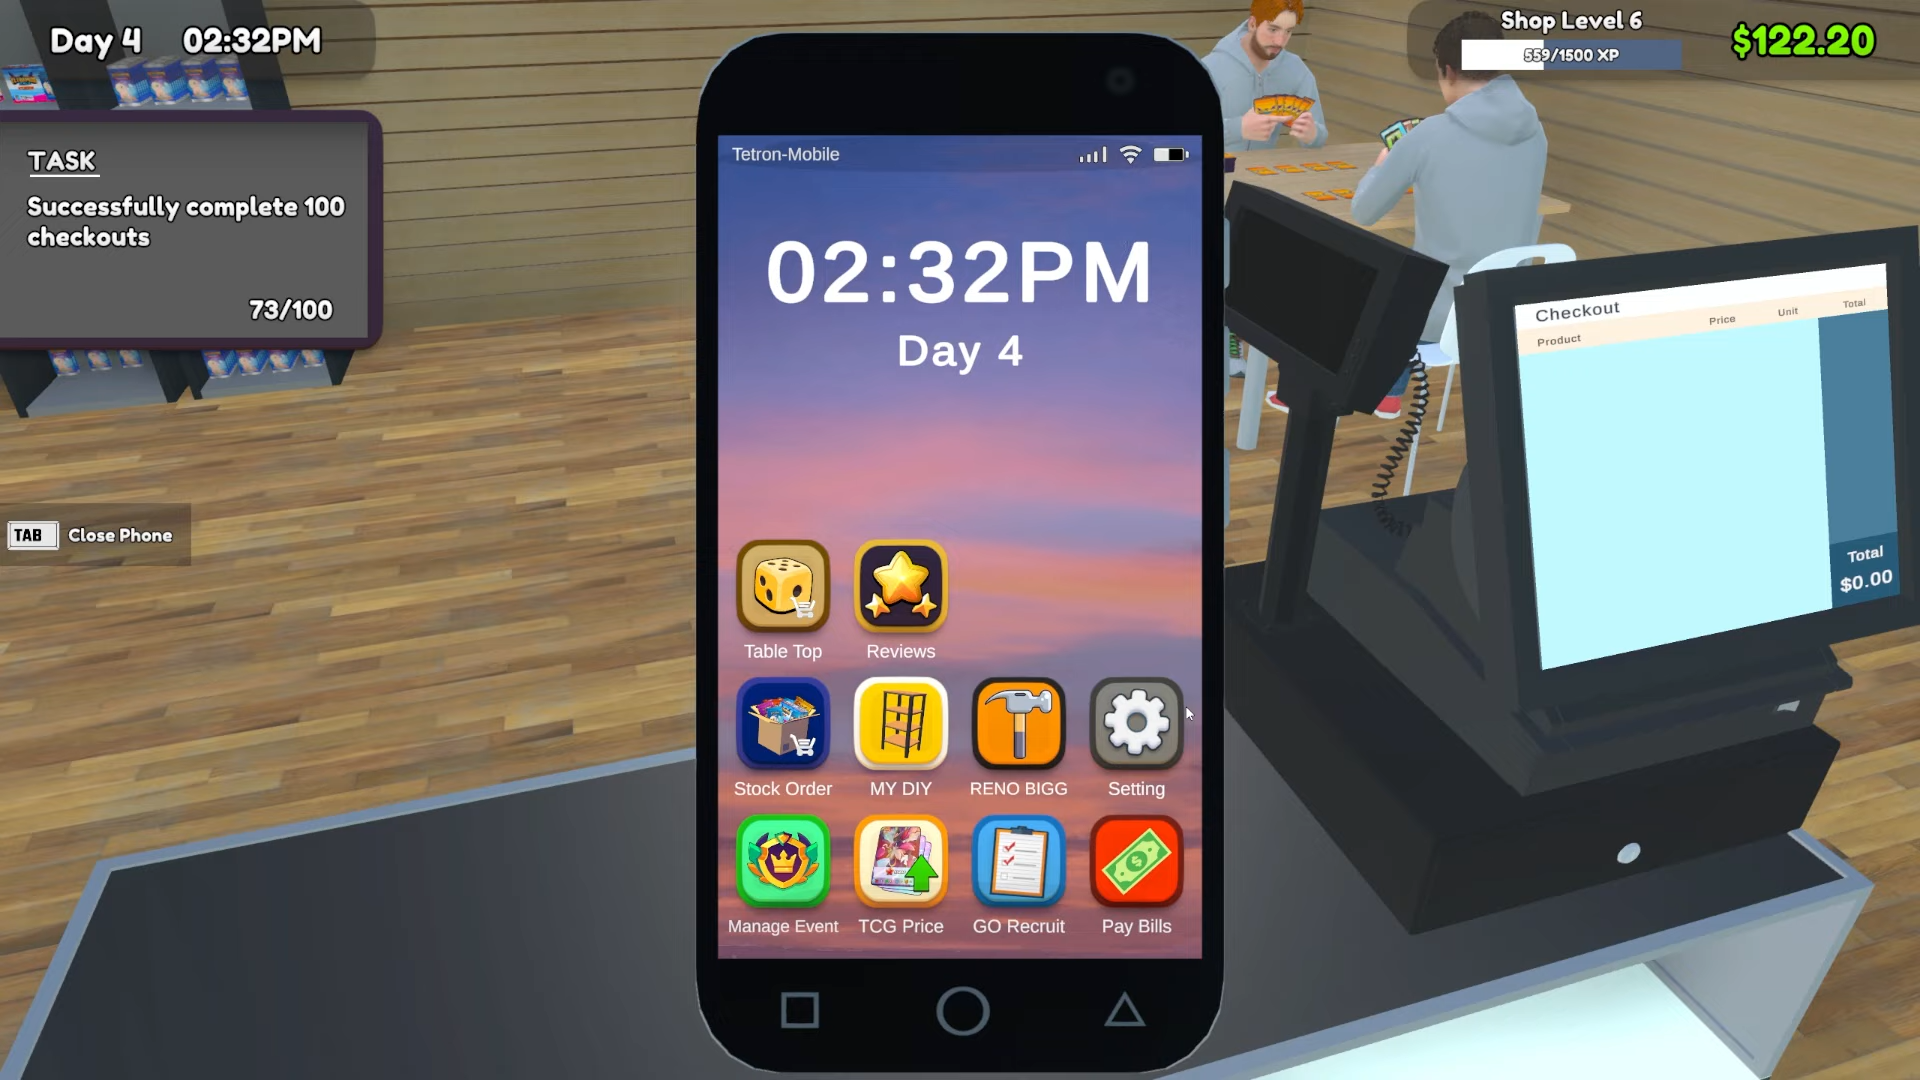 Day 4 02:32PM
Shop Level 6
559/1500 XP
$122.20
TASK
Successfully complete 100
checkouts
73/100
TAB Close Phone
Tetron-Mobile
02:32PM
Day 4
Table Top Reviews
Stock Order MY DIY RENO BIGG Setting
Manage Event TCG Price GO Recruit Pay Bills
Checkout
Product Price Unit Total
Total
$0.00